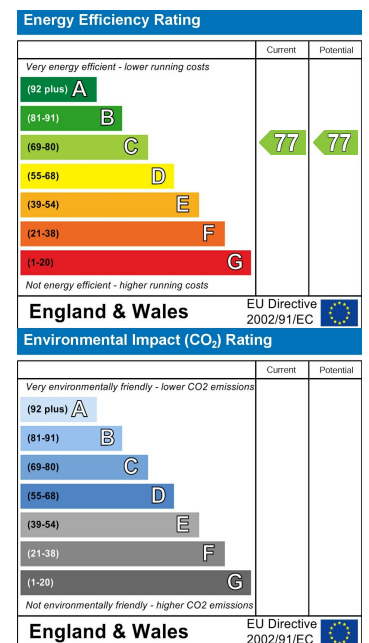 Energy Efficiency Rating
Current Potential
Very energy efficient - lower running costs
(92 plus) A
(81-91) B
(69-80) C
77 77
(55-68) D
(39-54) E
(21-38) F
(1-20) G
Not energy efficient - higher running costs
England & Wales
EU Directive
2002/91/EC
Environmental Impact (CO₂) Rating
Current Potential
Very environmentally friendly - lower CO2 emissions
(92 plus) A
(81-91) B
(69-80) C
(55-68) D
(39-54) E
(21-38) F
(1-20) G
Not environmentally friendly - higher CO2 emissions
England & Wales
EU Directive
2002/91/EC